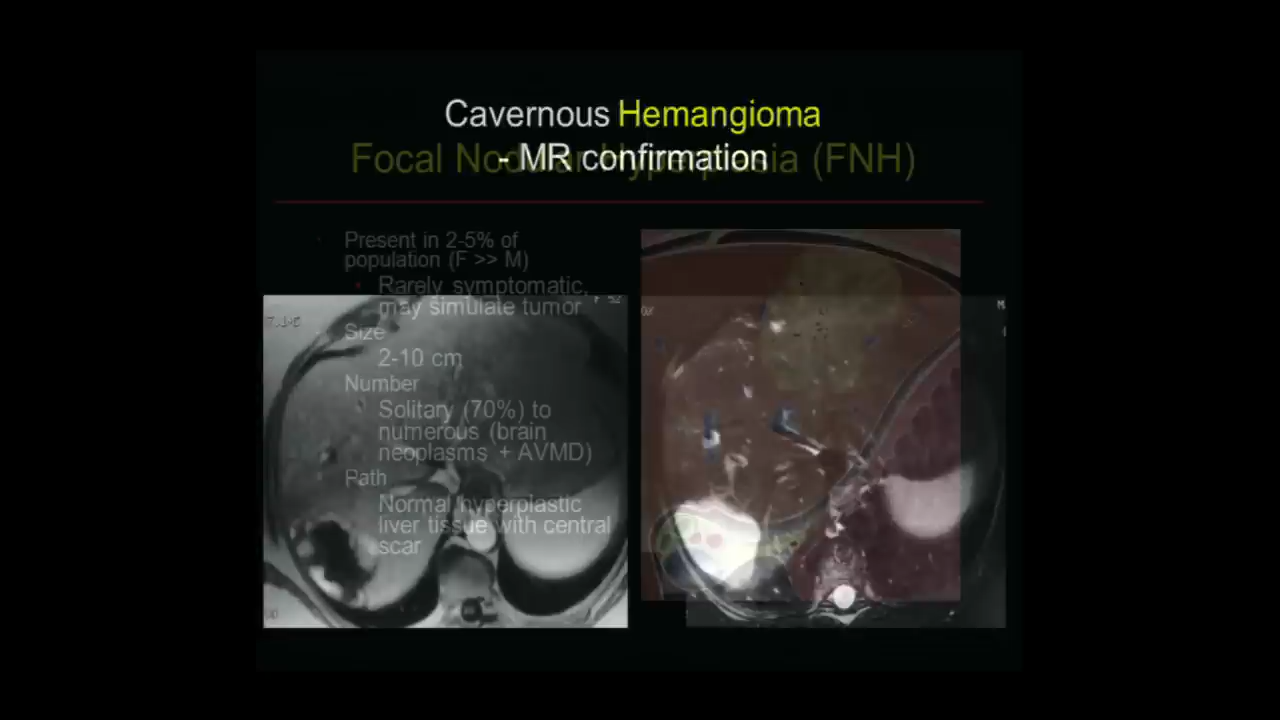 Cavernous Hemangioma
- MR confirmation
Focal Nodular Hyperplasia (FNH)
Present in 2-5% of
population (F >> M)
Rarely symptomatic,
may simulate tumor
Size
2-10 cm
Number
Solitary (70%) to
numerous (brain
neoplasms + AVMD)
Path
Normal hyperplastic
liver tissue with central
scar